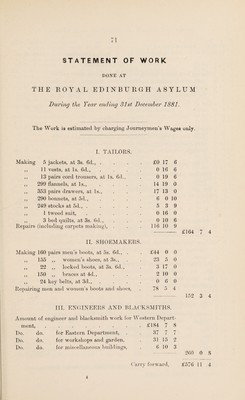 71
STATEMENT OF WORK
DONE AT
THE ROYAL EDINBURGH ASYLUM
During the Year ending 31st December 1881.
The Work is estimated by charging Journeymen's Wages only.
I. TAILORS.
Making 5 jackets, at 3s. 6d., . . . . £0 17 6
„ 11 vests, at 1s. 6d., . . . . 0 16 6
„ 13 pairs cord trousers, at 1s. 6d., . . 0 19 6
„ 299 flannels, at 1s., . . . . 14 19 0
„ 353 pairs drawers, at 1s., . . . 17 13 0
„ 290 bonnets, at 3d., . . . . 6 0 10
„ 249 stocks at 5d., . . . . 5 3 9
„ 1 tweed suit, . . . . 0 16 0
„ 3 bed quilts, at 3s. 6d., . . . 0 10 6
Repairs (including carpets making), . . . 116 10 9
£164 7 4
II. SHOEMAKERS.
Making 160 pairs men's boots, at 5s. 6d., . . £44 0 0
„ 155 „ women's shoes, at 3s., . . 23 5 0
„ 22 „ locked boots, at 3s. 6d., . 3 17 0
„ 150 „ braces at 4d., . . . 2 10 0
„ 24 key belts, at 3d., . . . 0 6 0
Repairing men and women's boots and shoes, . 78 5 4
152 3 4
III. ENGINEERS AND BLACKSMITHS.
Amount of engineer and blacksmith work for Western Department, . . . . . £164 7 8
Do. do. for Eastern Department, 57 7 7
Do. do. for workshops and garden, 31 15 2
Do. do. for miscellaneous buildings, 6 10 3
260 0 8
Carry forward, £576 11 4